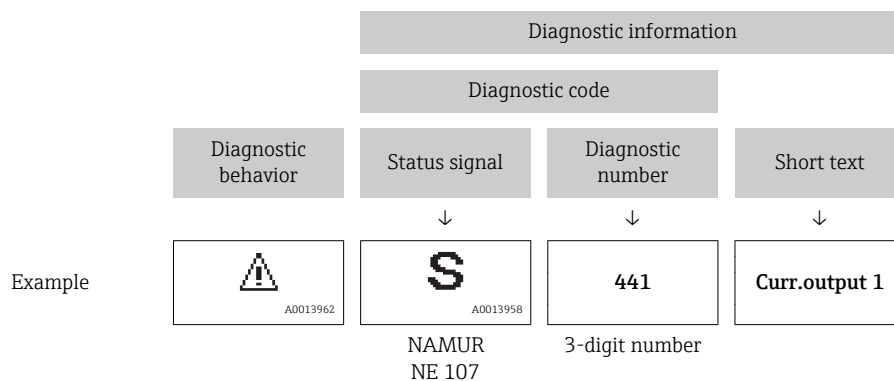 Diagnostic information
Diagnostic code
Diagnostic
behavior
Status signal
Diagnostic
number
Short text
↓ ↓ ↓
Example
A0013962
S
A0013958
441
Curr.output 1
NAMUR
NE 107
3-digit number